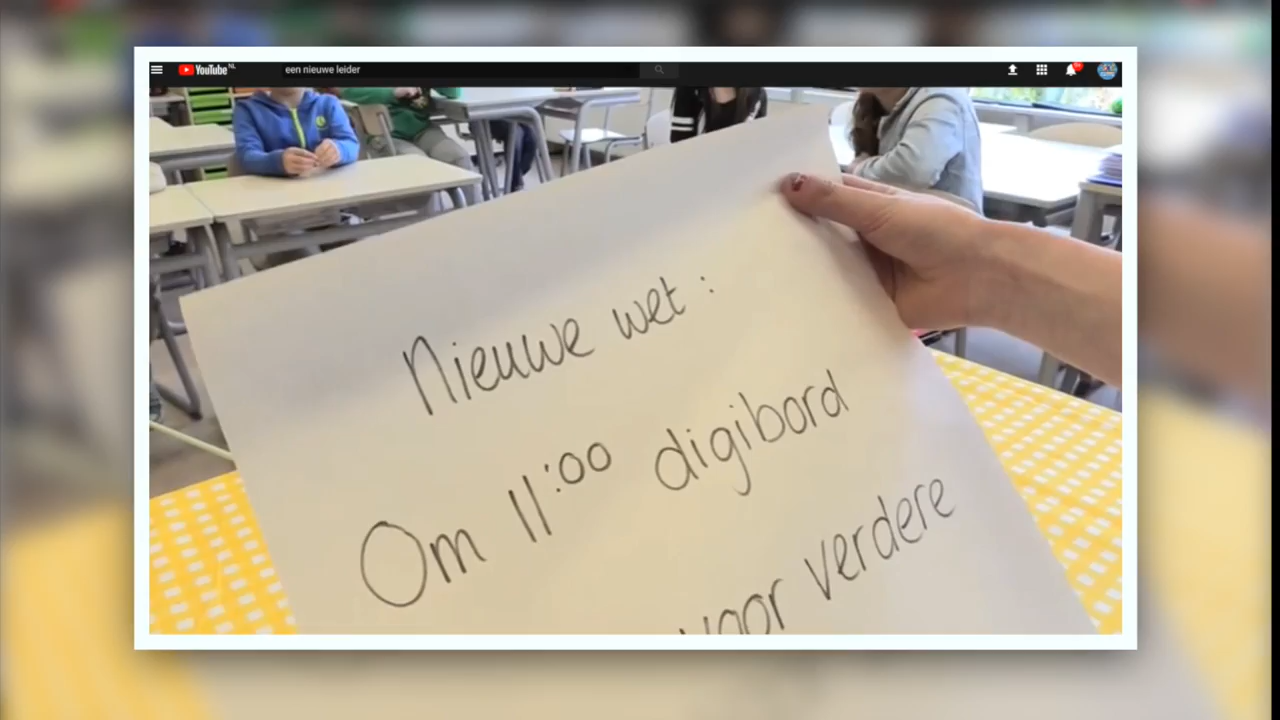 YouTube NL
een nieuwe leider
Nieuwe wet:
Om 11:00 digibord
voor verdere